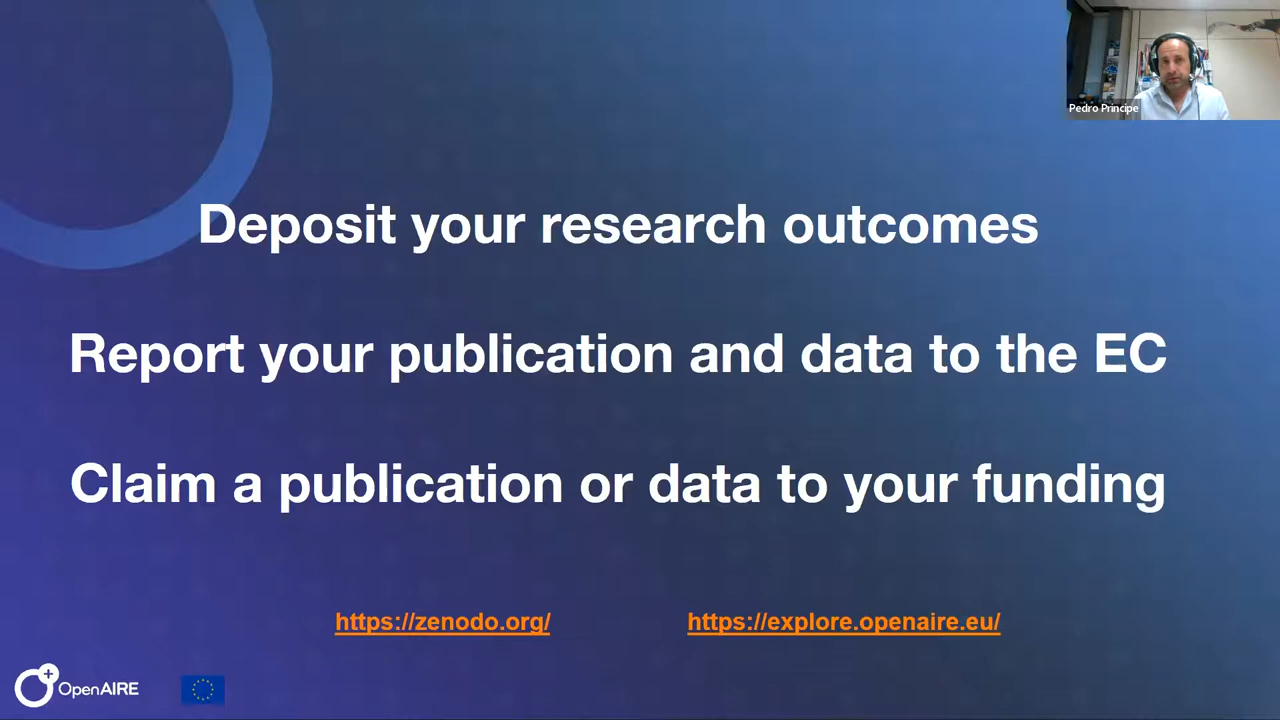 Pedro Principe
Deposit your research outcomes
Report your publication and data to the EC
Claim a publication or data to your funding
https://zenodo.org/
https://explore.openaire.eu/
OpenAIRE